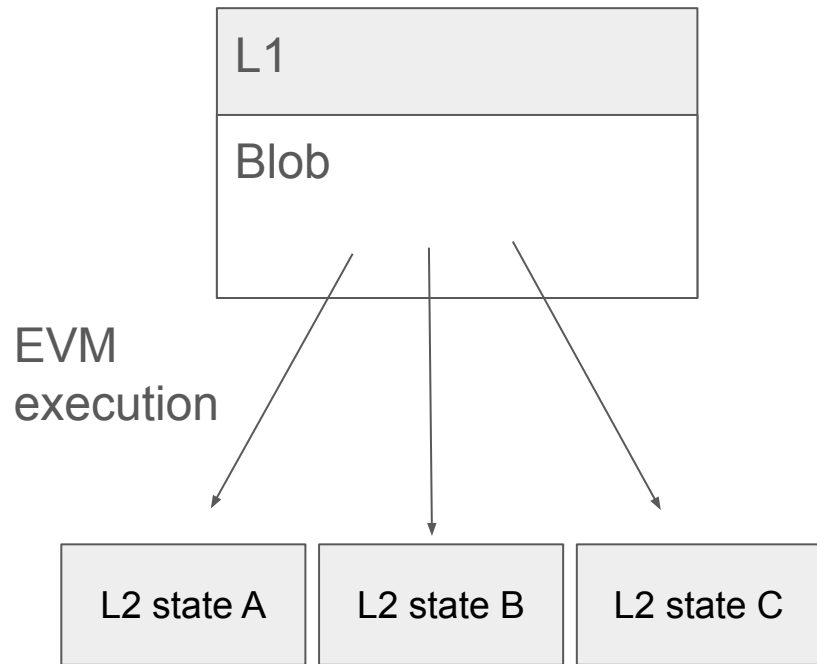 L1
Blob
EVM
execution
L2 state A
L2 state B
L2 state C